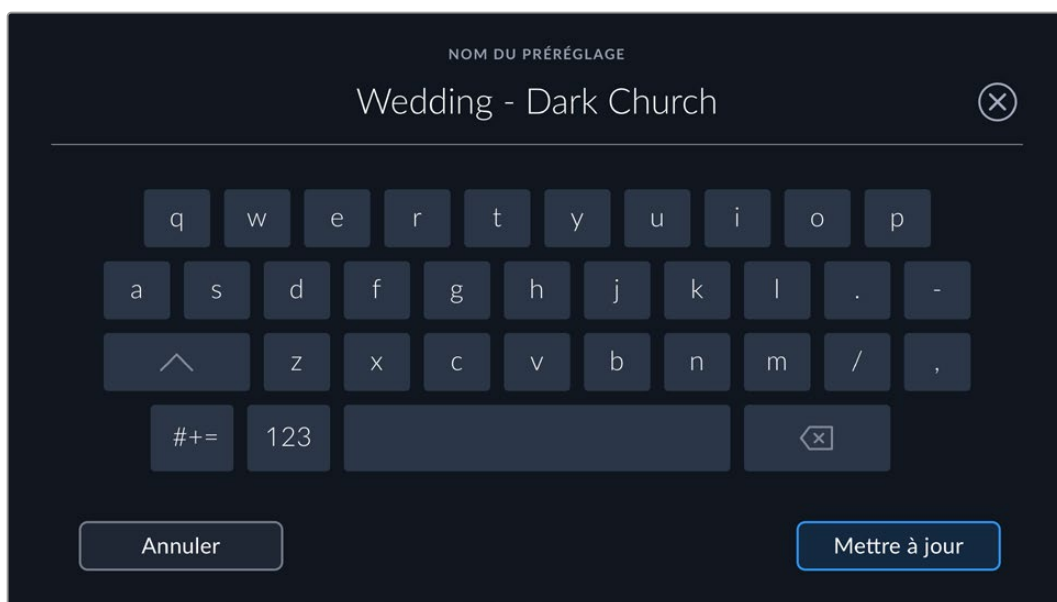 NOM DU PRÉRÉGLAGE
Wedding - Dark Church
q w e r t y u i o p
a s d f g h j k l . -
z x c v b n m / ,
#+= 123
Annuler Mettre à jour